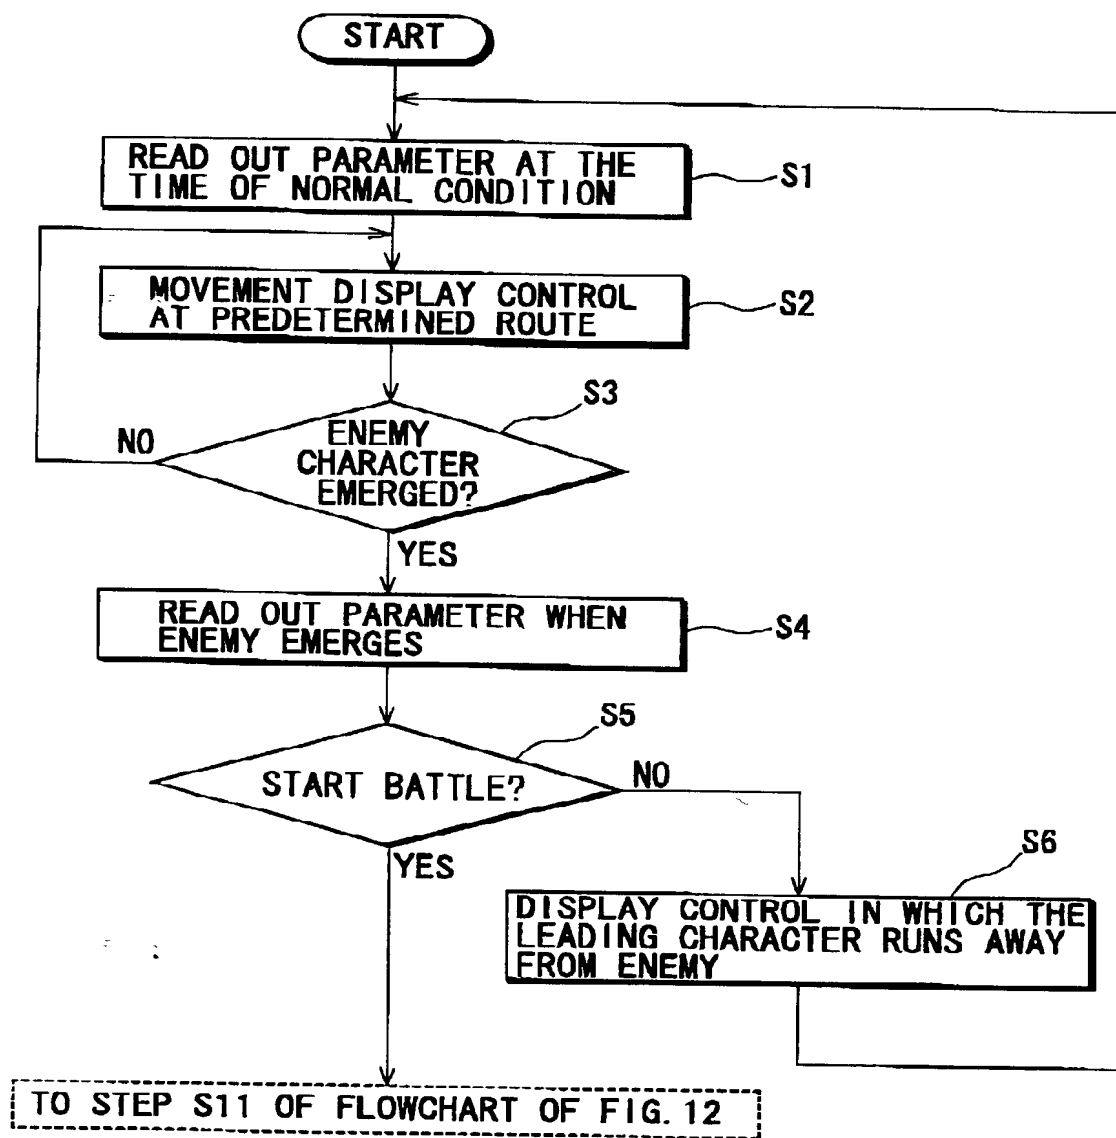 START
READ OUT PARAMETER AT THE
TIME OF NORMAL CONDITION
S1
MOVEMENT DISPLAY CONTROL
AT PREDETERMINED ROUTE
S2
S3
NO
ENEMY
CHARACTER
EMERGED?
YES
READ OUT PARAMETER WHEN
ENEMY EMERGES
S4
S5
START BATTLE?
NO
YES
S6
DISPLAY CONTROL IN WHICH THE
LEADING CHARACTER RUNS AWAY
FROM ENEMY
TO STEP S11 OF FLOWCHART OF FIG. 12